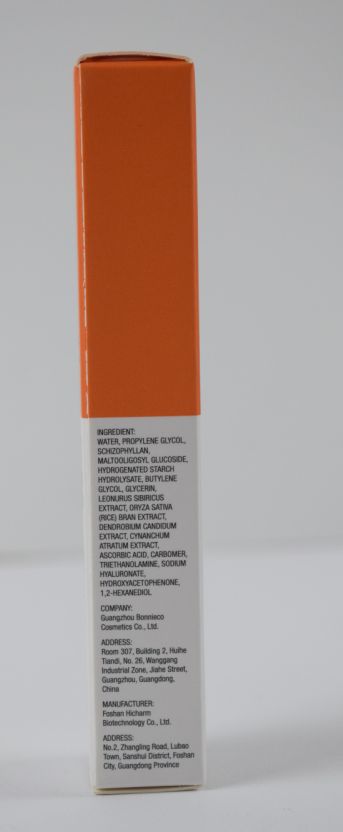 INGREDIENT:
WATER, PROPYLENE GLYCOL,
SCHIZOPHYLLAN,
MALTOOLIGOSYL GLUCOSIDE,
HYDROGENATED STARCH
HYDROLYSATE, BUTYLENE
GLYCOL, GLYCERIN,
LEONURUS SIBIRICUS
EXTRACT, ORYZA SATIVA
(RICE) BRAN EXTRACT,
DENDROBIUM CANDIDUM
EXTRACT, CYNANCHUM
ATRATUM EXTRACT,
ASCORBIC ACID, CARBOMER,
TRIETHANOLAMINE, SODIUM
HYALURONATE,
HYDROXYACETOPHENONE,
1,2-HEXANEDIOL
COMPANY:
Guangzhou Bonnieco
Cosmetics Co., Ltd.
ADDRESS:
Room 307, Building 2, Huihe
Tiandi, No. 26, Wanggang
Industrial Zone, Jiahe Street,
Guangzhou, Guangdong,
China
MANUFACTURER:
Foshan Hicharm
Biotechnology Co., Ltd.
ADDRESS:
No.2, Zhangling Road, Lubao
Town, Sanshui District, Foshan
City, Guangdong Province